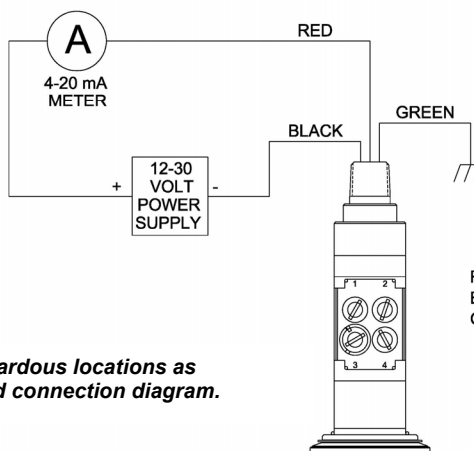 A
4-20 mA
METER
RED
GREEN
BLACK
12-30
VOLT
POWER
SUPPLY
+ -
1 2
3 4
ardous locations as
d connection diagram.